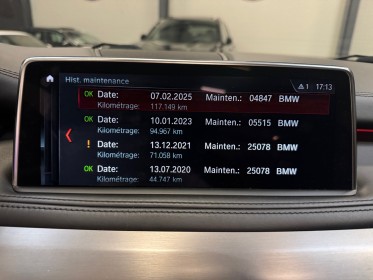 Hist. maintenance
1 17:13
OK Date: 07.02.2025 Mainten.: 04847 BMW
Kilométrage: 117.149 km
OK Date: 10.01.2023 Mainten.: 05515 BMW
Kilométrage: 94.967 km
! Date: 13.12.2021 Mainten.: 25078 BMW
Kilométrage: 71.058 km
OK Date: 13.07.2020 Mainten.: 25078 BMW
Kilométrage: 44.747 km